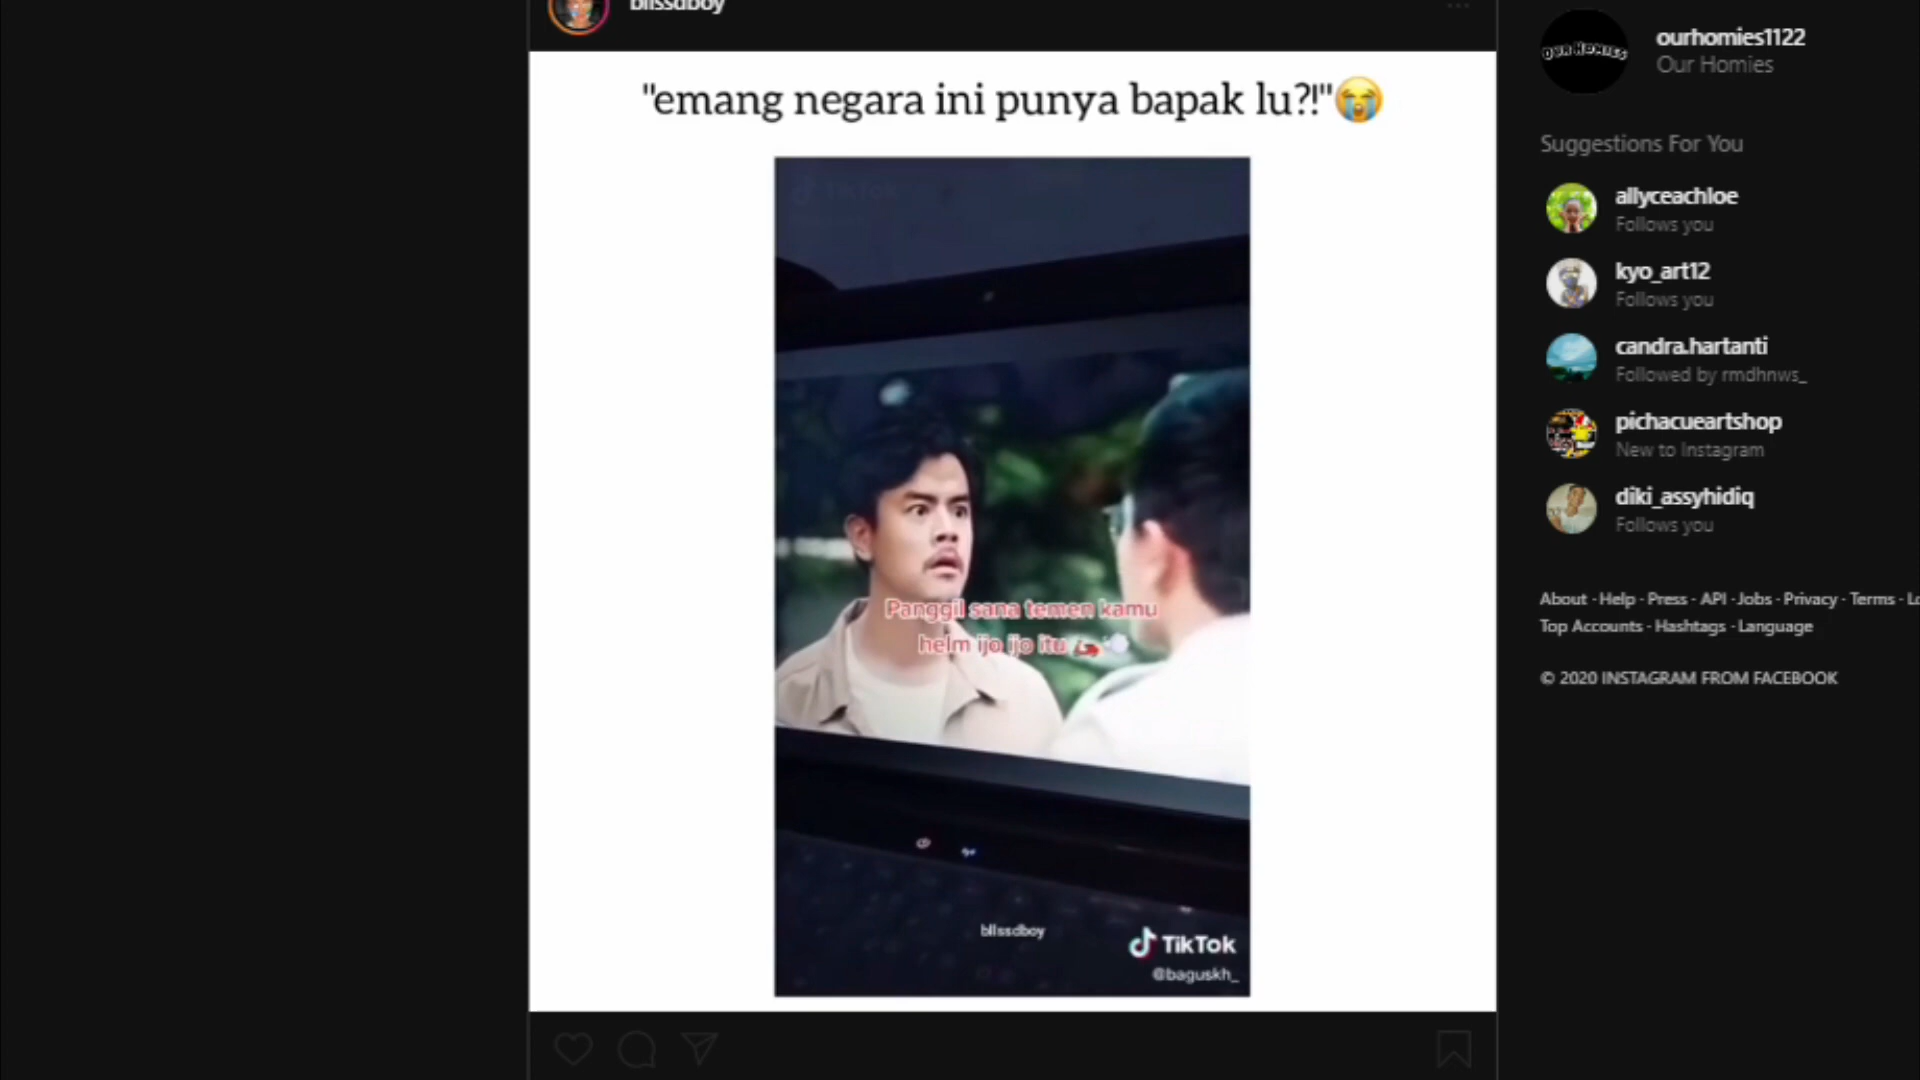 blissdboy
"emang negara ini punya bapak lu?!"😭
TikTok
Panggil sana temen kamu
helm ijo ijo itu 🛵💨
blissdboy
TikTok
@baguskh_
OUR HOMIES
ourhomies1122
Our Homies
Suggestions For You
allyceachloe
Follows you
kyo_art12
Follows you
candra.hartanti
Followed by rmdhnws_
pichacueartshop
New to Instagram
diki_assyhidiq
Follows you
About · Help · Press · API · Jobs · Privacy · Terms · Lo
Top Accounts · Hashtags · Language
© 2020 INSTAGRAM FROM FACEBOOK